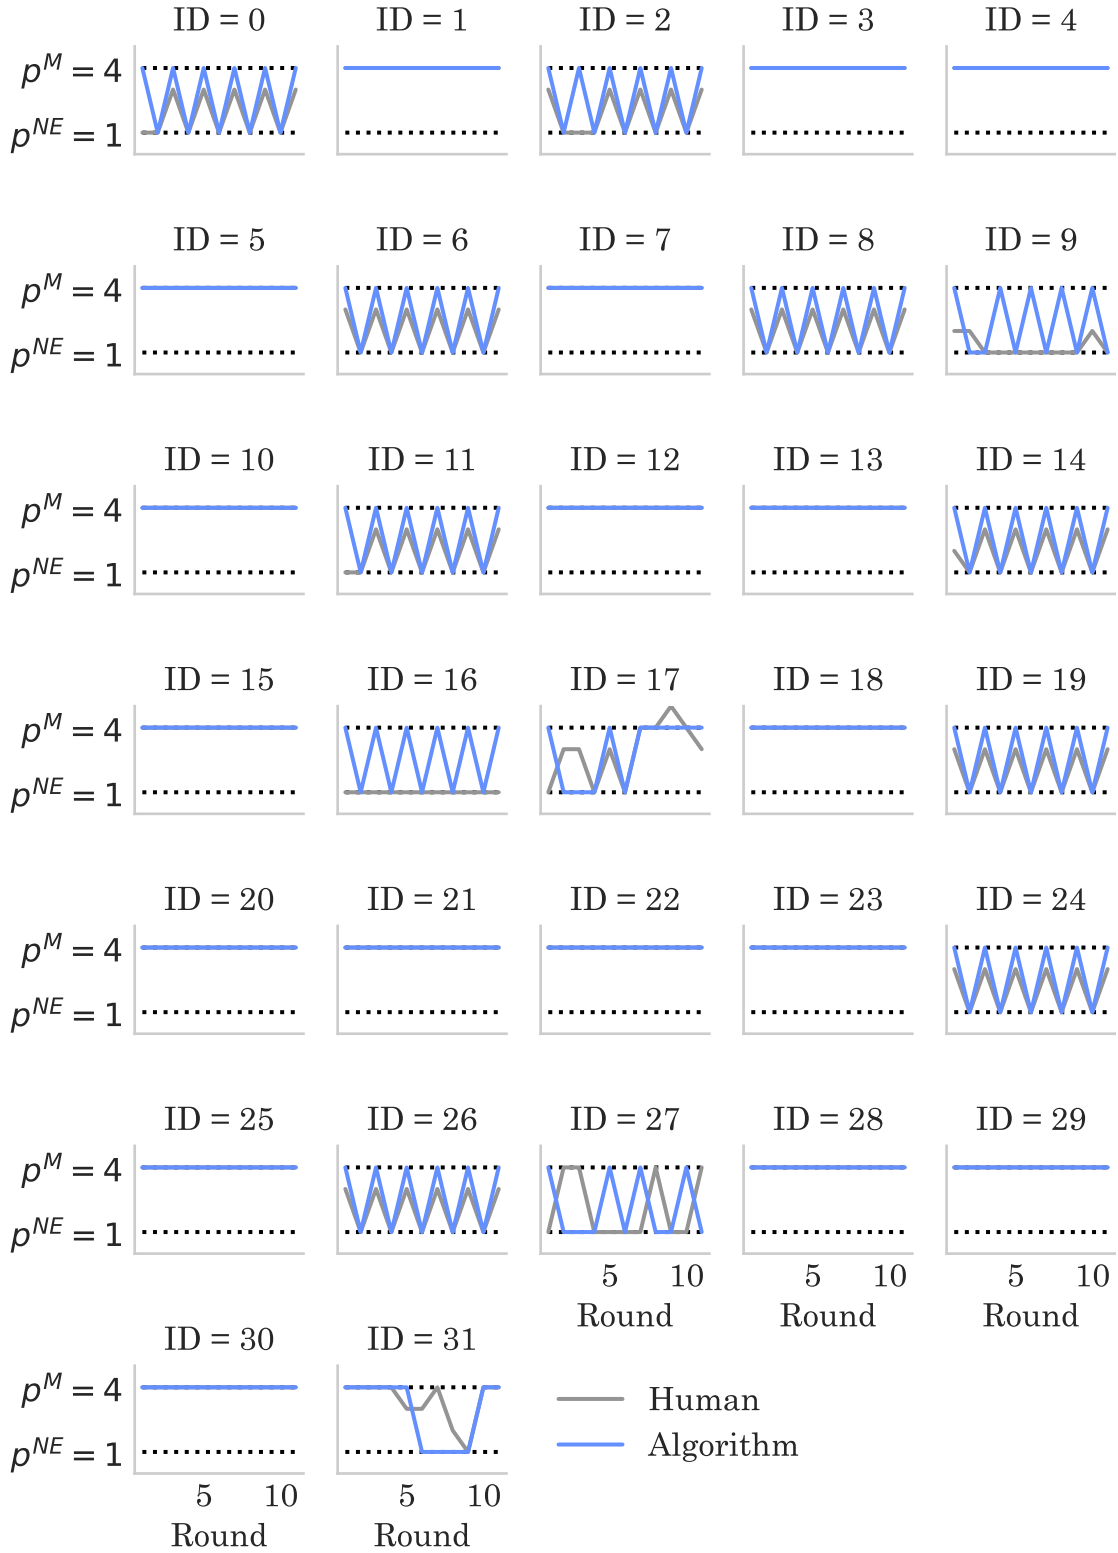 ID = 0 ID = 1 ID = 2 ID = 3 ID = 4
p^M = 4
p^NE = 1
ID = 5 ID = 6 ID = 7 ID = 8 ID = 9
p^M = 4
p^NE = 1
ID = 10 ID = 11 ID = 12 ID = 13 ID = 14
p^M = 4
p^NE = 1
ID = 15 ID = 16 ID = 17 ID = 18 ID = 19
p^M = 4
p^NE = 1
ID = 20 ID = 21 ID = 22 ID = 23 ID = 24
p^M = 4
p^NE = 1
ID = 25 ID = 26 ID = 27 ID = 28 ID = 29
p^M = 4
p^NE = 1
5 10 5 10 5 10
Round Round Round
ID = 30 ID = 31
p^M = 4
p^NE = 1
5 10 5 10
Round Round
Human
Algorithm